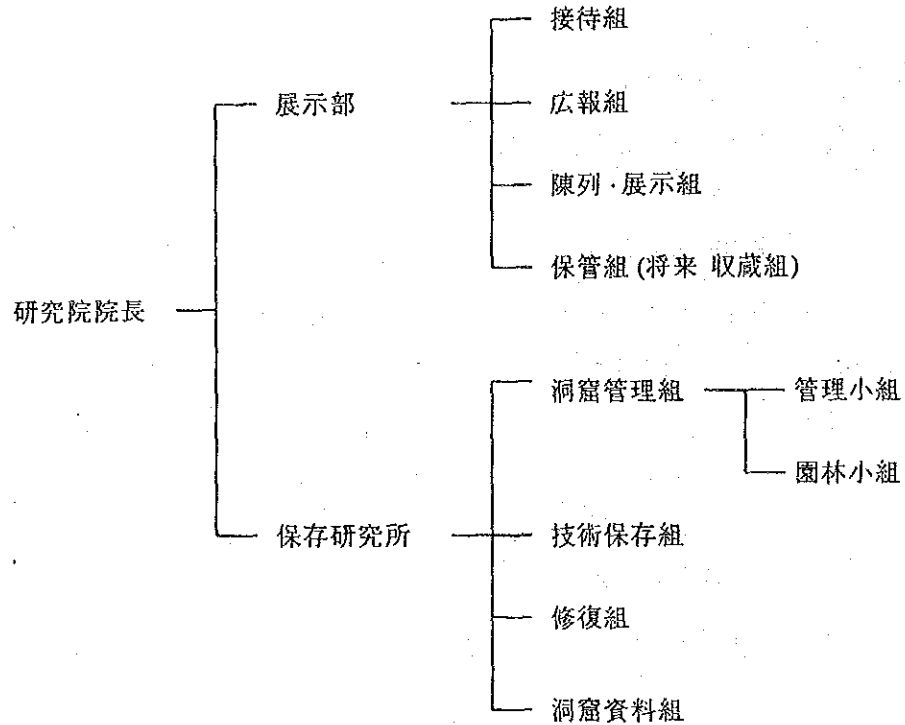 接待組
展示部
広報組
陳列・展示組
保管組 (将来 収蔵組)
研究院院長
洞窟管理組
管理小組
園林小組
保存研究所
技術保存組
修復組
洞窟資料組